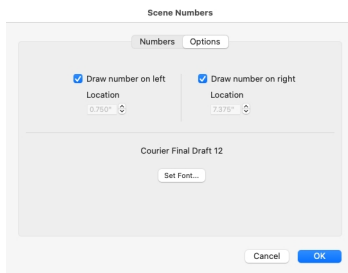 Scene Numbers
Numbers Options
Draw number on left Draw number on right
Location Location
0.750" 7.375"
Courier Final Draft 12
Set Font...
Cancel OK